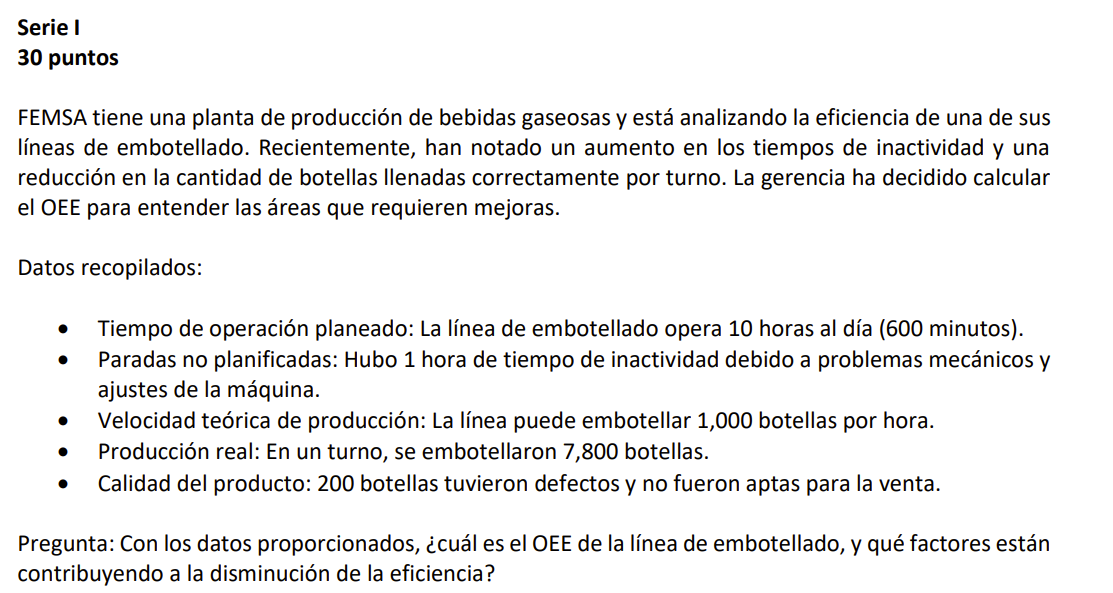 Serie I
30 puntos
FEMSA tiene una planta de producción de bebidas gaseosas y está analizando la eficiencia de una de sus
líneas de embotellado. Recientemente, han notado un aumento en los tiempos de inactividad y una
reducción en la cantidad de botellas llenadas correctamente por turno. La gerencia ha decidido calcular
el OEE para entender las áreas que requieren mejoras.
Datos recopilados:
• Tiempo de operación planeado: La línea de embotellado opera 10 horas al día (600 minutos).
• Paradas no planificadas: Hubo 1 hora de tiempo de inactividad debido a problemas mecánicos y
ajustes de la máquina.
• Velocidad teórica de producción: La línea puede embotellar 1,000 botellas por hora.
• Producción real: En un turno, se embotellaron 7,800 botellas.
• Calidad del producto: 200 botellas tuvieron defectos y no fueron aptas para la venta.
Pregunta: Con los datos proporcionados, ¿cuál es el OEE de la línea de embotellado, y qué factores están
contribuyendo a la disminución de la eficiencia?